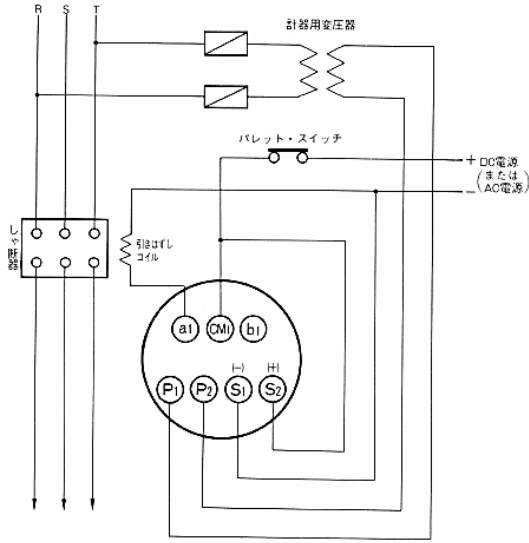 R S T
計器用変圧器
パレット・スイッチ
+ DC電源
(または
− AC電源)
しゃ断器
引きはずし
コイル
a1 CM1 b1
(−) (+)
P1 P2 S1 S2